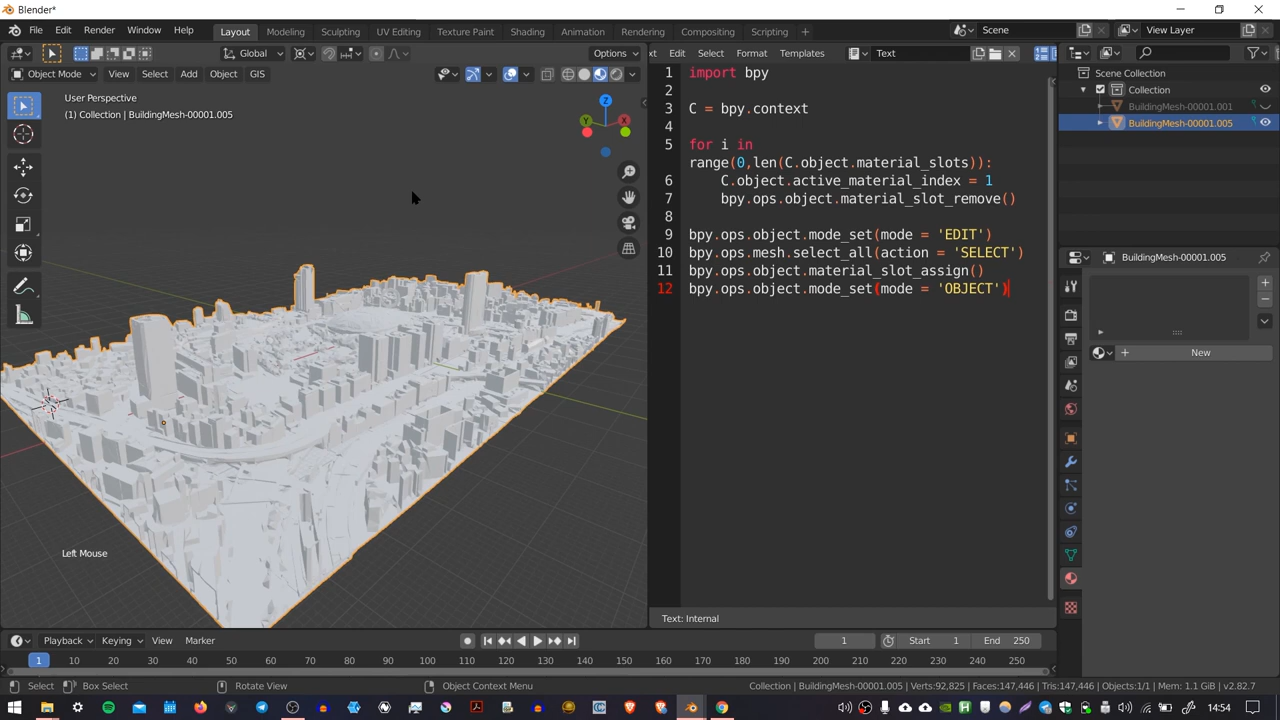 Blender*
File Edit Render Window Help
Layout Modeling Sculpting UV Editing Texture Paint Shading Animation Rendering Compositing Scripting +
Scene
View Layer
Global
Options
xt Edit Select Format Templates
Text
Object Mode View Select Add Object GIS
User Perspective
(1) Collection | BuildingMesh-00001.005
Z
Y
Left Mouse
1 import bpy
2
3 C = bpy.context
4
5 for i in
range(0,len(C.object.material_slots)):
6 C.object.active_material_index = 1
7 bpy.ops.object.material_slot_remove()
8
9 bpy.ops.object.mode_set(mode = 'EDIT')
10 bpy.ops.mesh.select_all(action = 'SELECT')
11 bpy.ops.object.material_slot_assign()
12 bpy.ops.object.mode_set(mode = 'OBJECT')
Text: Internal
Scene Collection
Collection
BuildingMesh-00001.001
BuildingMesh-00001.005
BuildingMesh-00001.005
New
Playback Keying View Marker
1
Start 1
End 250
1 10 20 30 40 50 60 70 80 90 100 110 120 130 140 150 160 170 180 190 200 210 220 230 240 250
Select Box Select Rotate View Object Context Menu
Collection | BuildingMesh-00001.005 | Verts:92,825 | Faces:147,446 | Tris:147,446 | Objects:1/1 | Mem: 1.1 GiB | v2.82.7
ENG 14:54